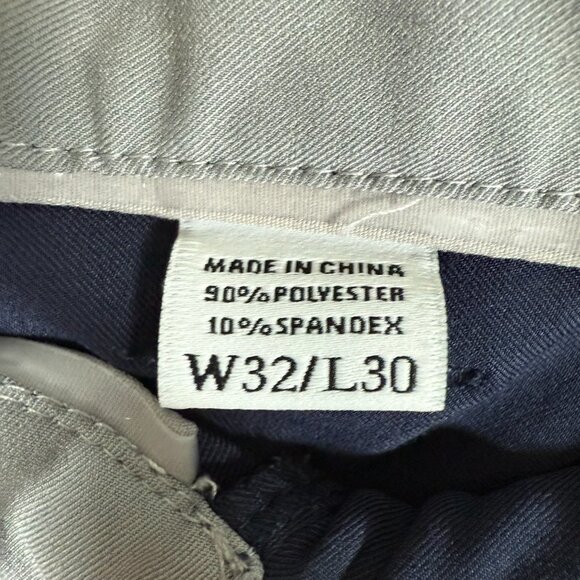 MADE IN CHINA
90%POLYESTER
10%SPANDEX
W32/L30